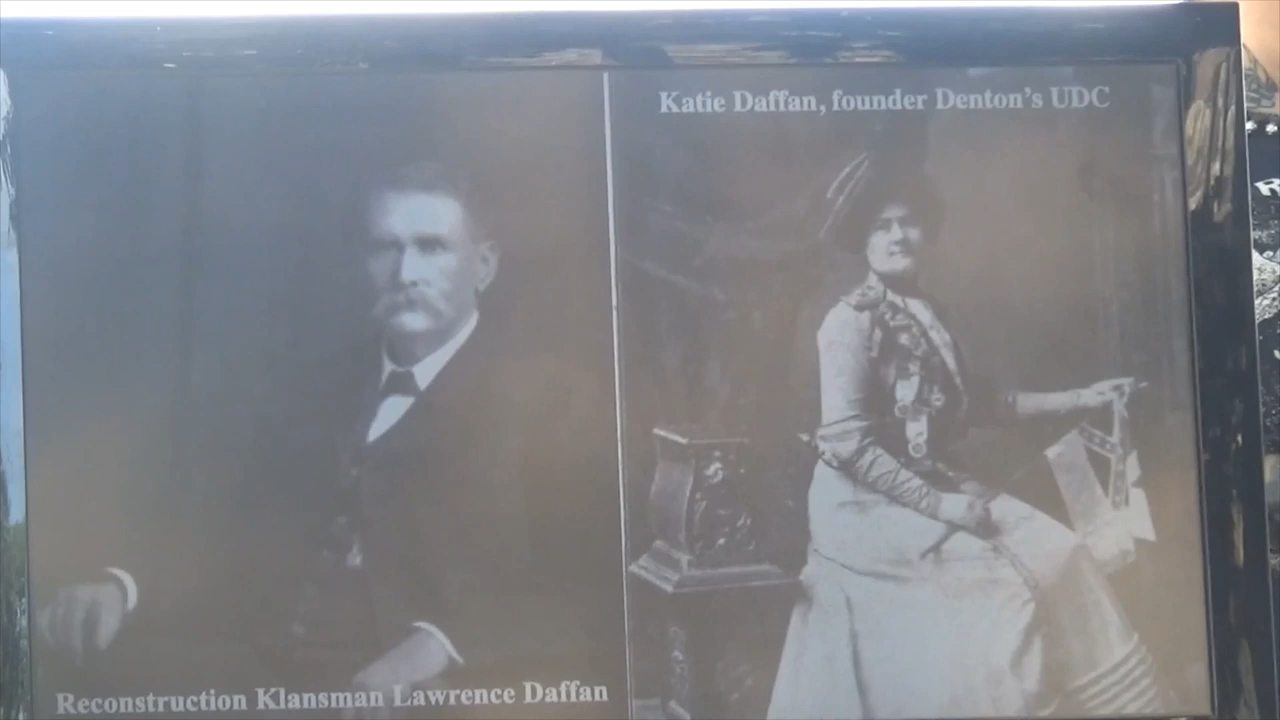 Katie Daffan, founder Denton's UDC
Reconstruction Klansman Lawrence Daffan